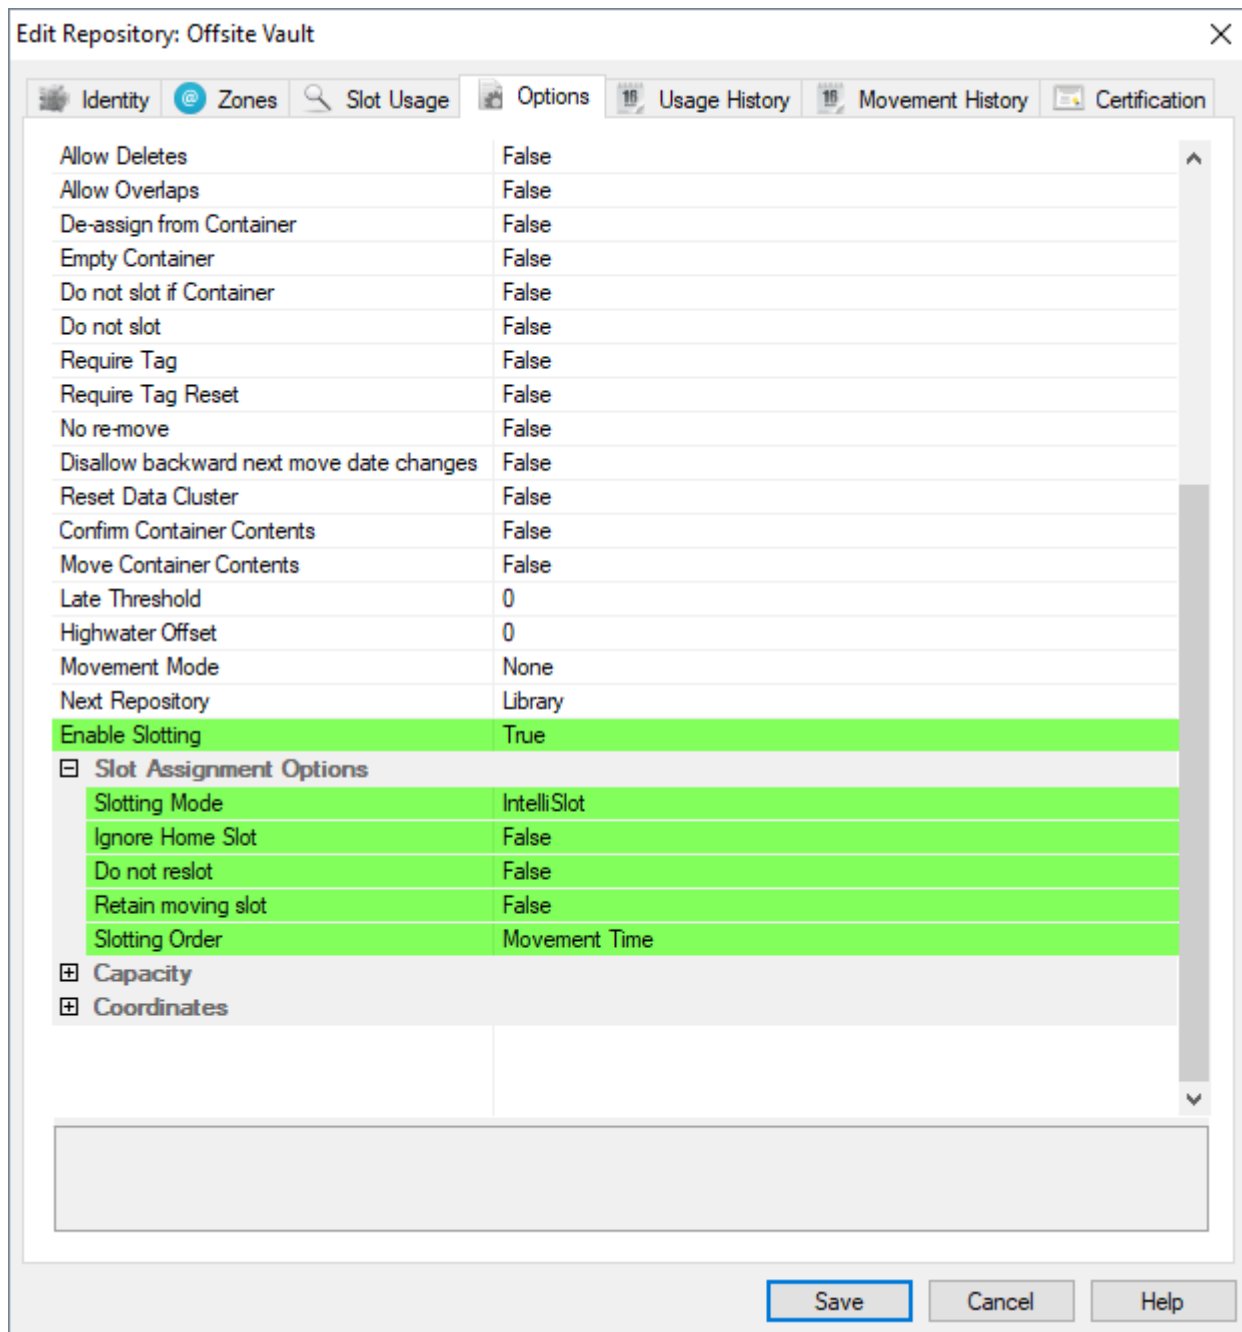 Edit Repository: Offsite Vault
Identity Zones Slot Usage Options Usage History Movement History Certification
Allow Deletes False
Allow Overlaps False
De-assign from Container False
Empty Container False
Do not slot if Container False
Do not slot False
Require Tag False
Require Tag Reset False
No re-move False
Disallow backward next move date changes False
Reset Data Cluster False
Confirm Container Contents False
Move Container Contents False
Late Threshold 0
Highwater Offset 0
Movement Mode None
Next Repository Library
Enable Slotting True
Slot Assignment Options
Slotting Mode IntelliSlot
Ignore Home Slot False
Do not reslot False
Retain moving slot False
Slotting Order Movement Time
Capacity
Coordinates
Save Cancel Help